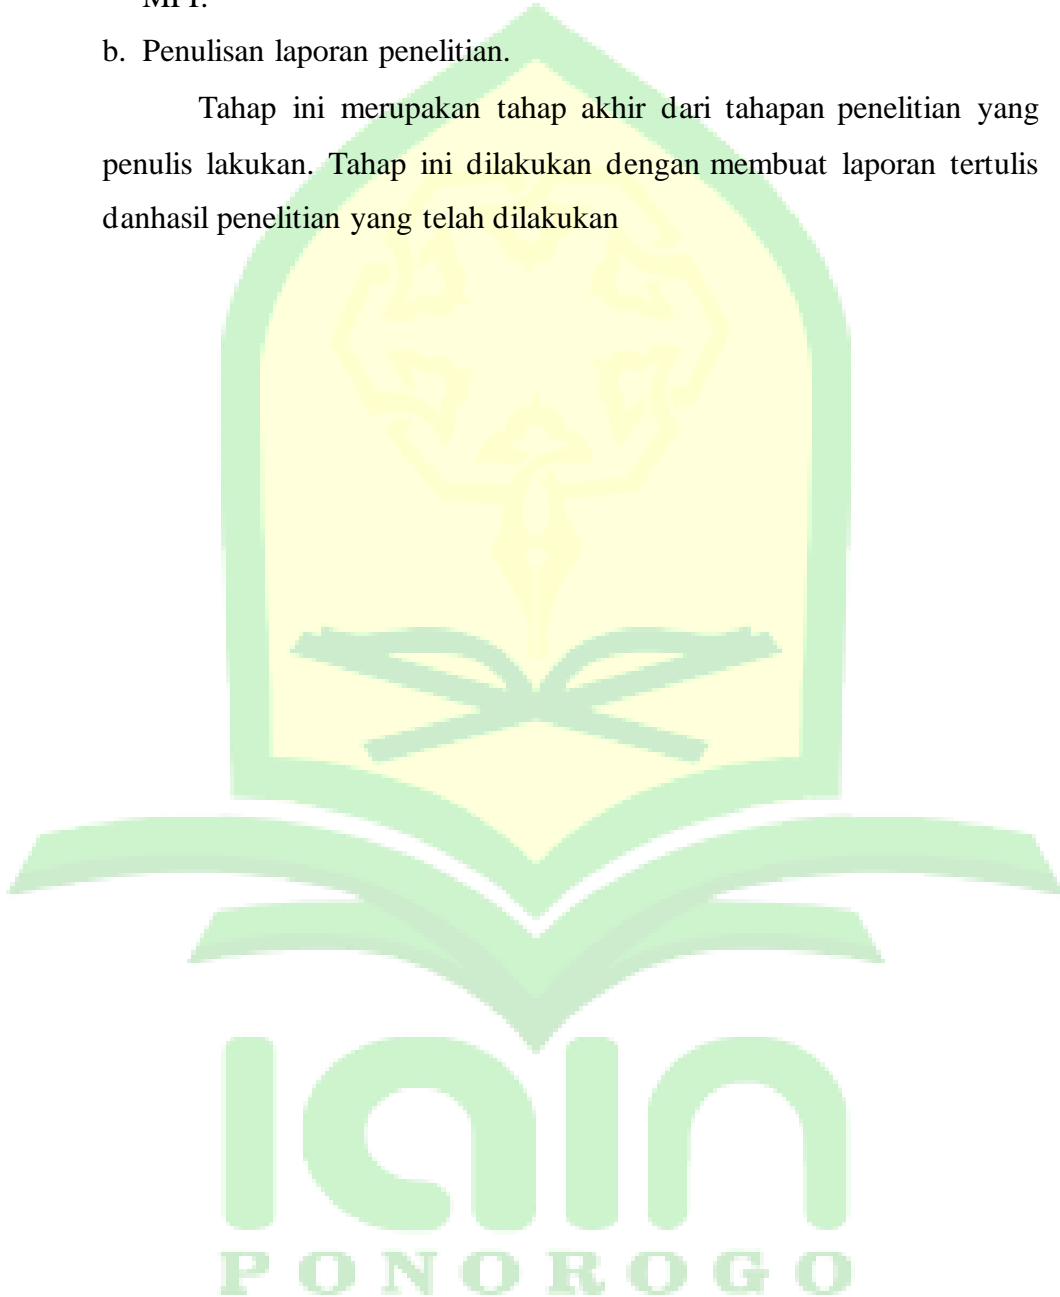 b. Penulisan laporan penelitian.
Tahap ini merupakan tahap akhir dari tahapan penelitian yang
penulis lakukan. Tahap ini dilakukan dengan membuat laporan tertulis
danhasil penelitian yang telah dilakukan
IAIN
PONOROGO